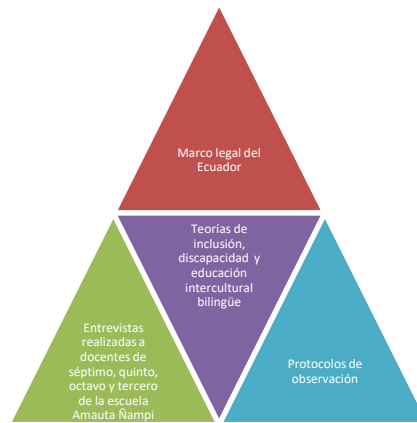 Marco legal del
Ecuador
Teorías de
inclusión,
discapacidad y
educación
intercultural
bilingüe
Entrevistas
realizadas a
docentes de
séptimo, quinto,
octavo y tercero
de la escuela
Amauta Ñampi
Protocolos de
observación